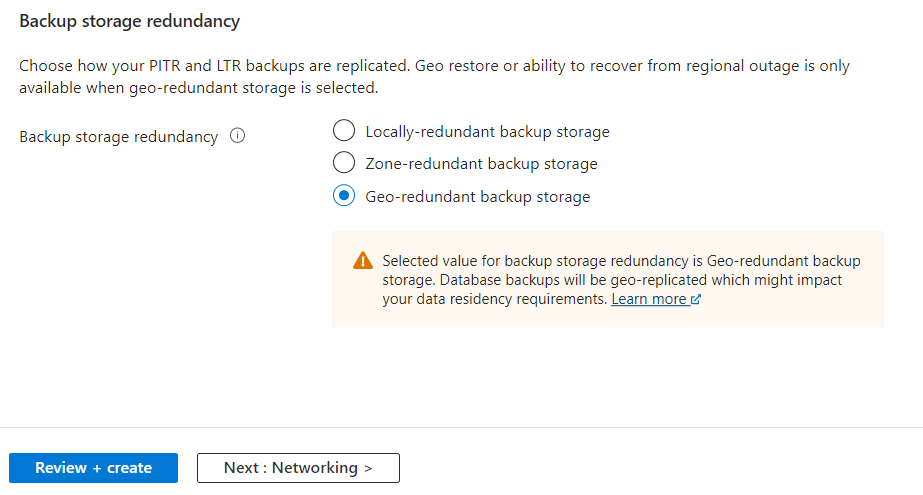 Backup storage redundancy
Choose how your PITR and LTR backups are replicated. Geo restore or ability to recover from regional outage is only
available when geo-redundant storage is selected.
Backup storage redundancy
Locally-redundant backup storage
Zone-redundant backup storage
Geo-redundant backup storage
Selected value for backup storage redundancy is Geo-redundant backup
storage. Database backups will be geo-replicated which might impact
your data residency requirements. Learn more
Review + create
Next : Networking >